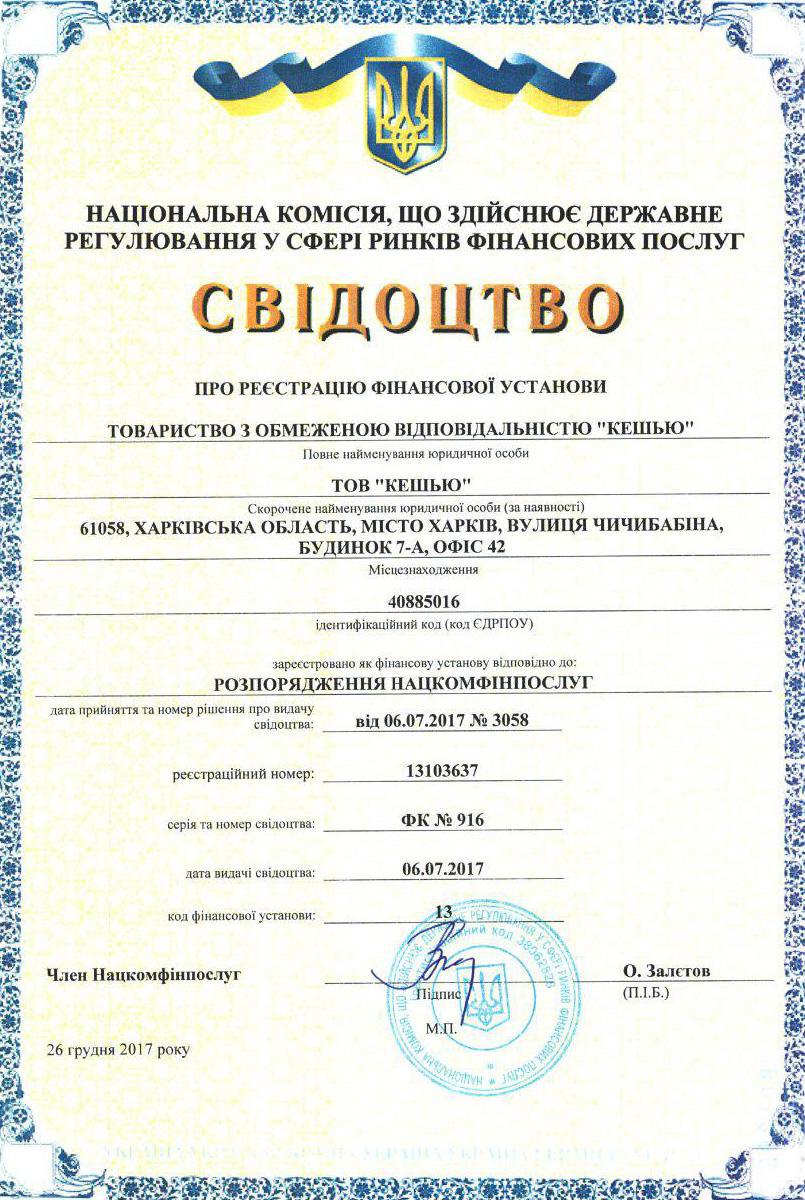 НАЦІОНАЛЬНА КОМІСІЯ, ЩО ЗДІЙСНЮЄ ДЕРЖАВНЕ
РЕГУЛЮВАННЯ У СФЕРІ РИНКІВ ФІНАНСОВИХ ПОСЛУГ
СВІДОЦТВО
ПРО РЕЄСТРАЦІЮ ФІНАНСОВОЇ УСТАНОВИ
ТОВАРИСТВО З ОБМЕЖЕНОЮ ВІДПОВІДАЛЬНІСТЮ "КЕШЬЮ"
Повне найменування юридичної особи
ТОВ "КЕШЬЮ"
Скорочене найменування юридичної особи (за наявності)
61058, ХАРКІВСЬКА ОБЛАСТЬ, МІСТО ХАРКІВ, ВУЛИЦЯ ЧИЧИБАБІНА,
БУДИНОК 7-А, ОФІС 42
Місцезнаходження
40885016
ідентифікаційний код (код ЄДРПОУ)
зареєстровано як фінансову установу відповідно до:
РОЗПОРЯДЖЕННЯ НАЦКОМФІНПОСЛУГ
дата прийняття та номер рішення про видачу
свідоцтва: від 06.07.2017 № 3058
реєстраційний номер: 13103637
серія та номер свідоцтва: ФК № 916
дата видачі свідоцтва: 06.07.2017
код фінансової установи: 13
Член Нацкомфінпослуг О. Залєтов
Підпис (П.І.Б.)
М.П.
26 грудня 2017 року
НАЦІОНАЛЬНА КОМІСІЯ, ЩО ЗДІЙСНЮЄ ДЕРЖАВНЕ РЕГУЛЮВАННЯ У СФЕРІ РИНКІВ ФІНАНСОВИХ ПОСЛУГ
код 38062828